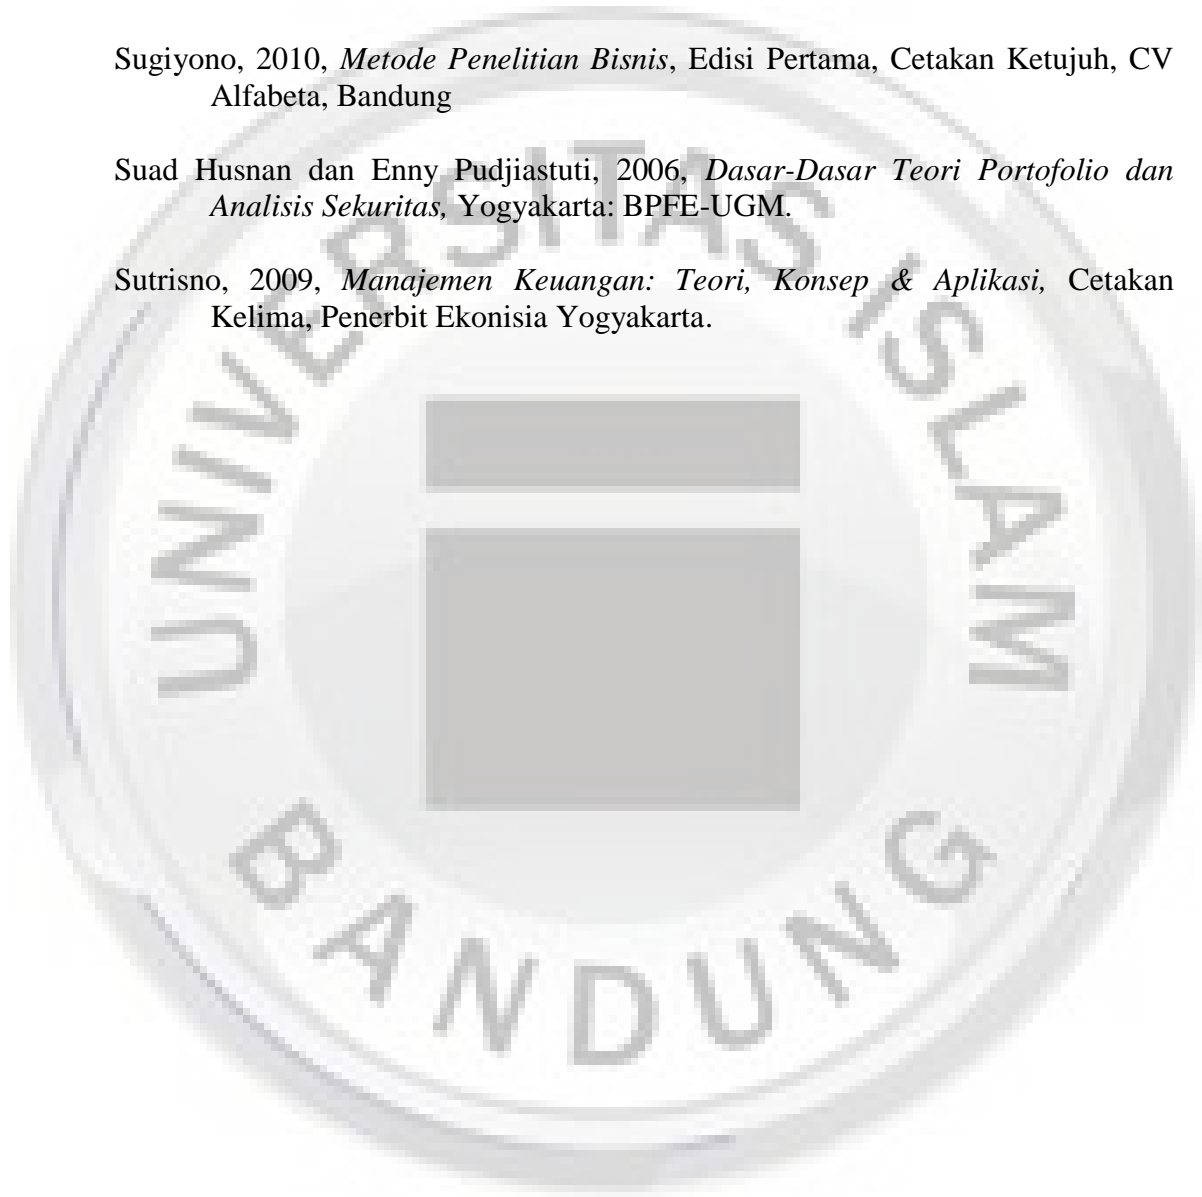 Sugiyono, 2010, Metode Penelitian Bisnis, Edisi Pertama, Cetakan Ketujuh, CV
Alfabeta, Bandung
Suad Husnan dan Enny Pudjiastuti, 2006, Dasar-Dasar Teori Portofolio dan
Analisis Sekuritas, Yogyakarta: BPFE-UGM.
Sutrisno, 2009, Manajemen Keuangan: Teori, Konsep & Aplikasi, Cetakan
Kelima, Penerbit Ekonisia Yogyakarta.
UNIVERSITAS ISLAM
BANDUNG